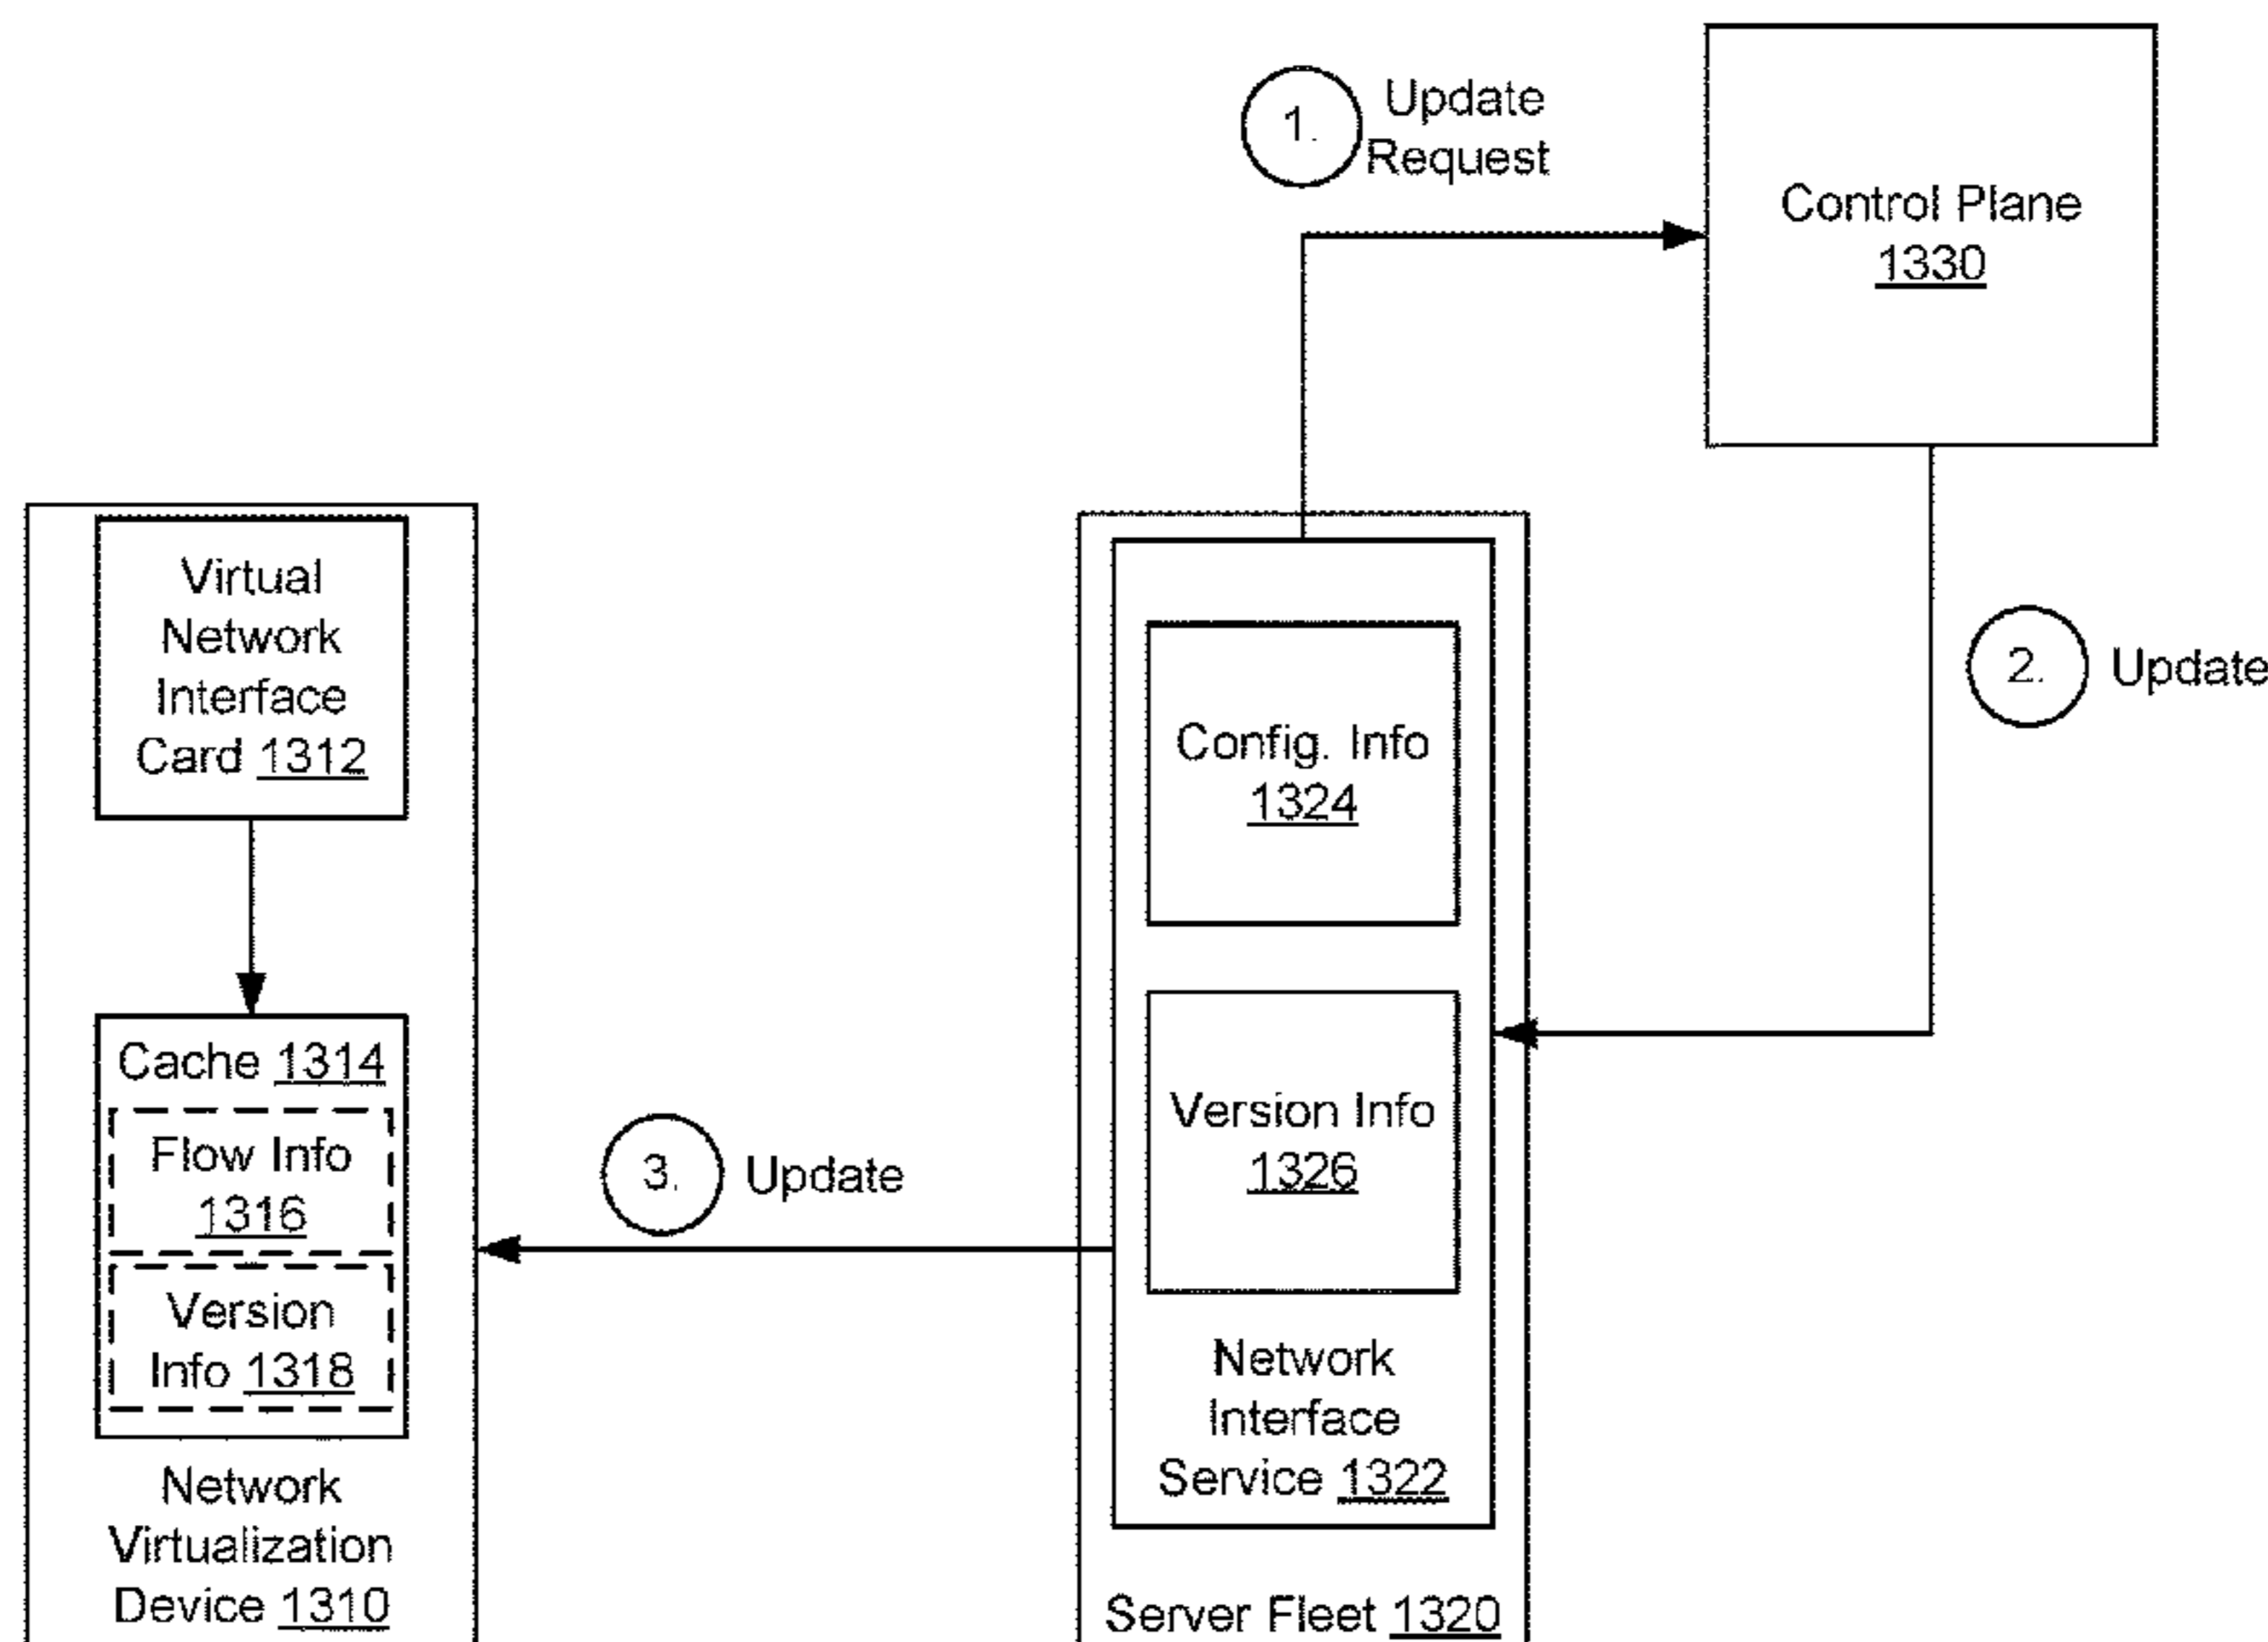 1.
Update
Request
Control Plane
1330
Virtual
Network
Interface
Card 1312
Config. Info
1324
2.
Update
Cache 1314
Flow Info
1316
Version
Info 1318
3.
Update
Version Info
1326
Network
Interface
Service 1322
Network
Virtualization
Device 1310
Server Fleet 1320